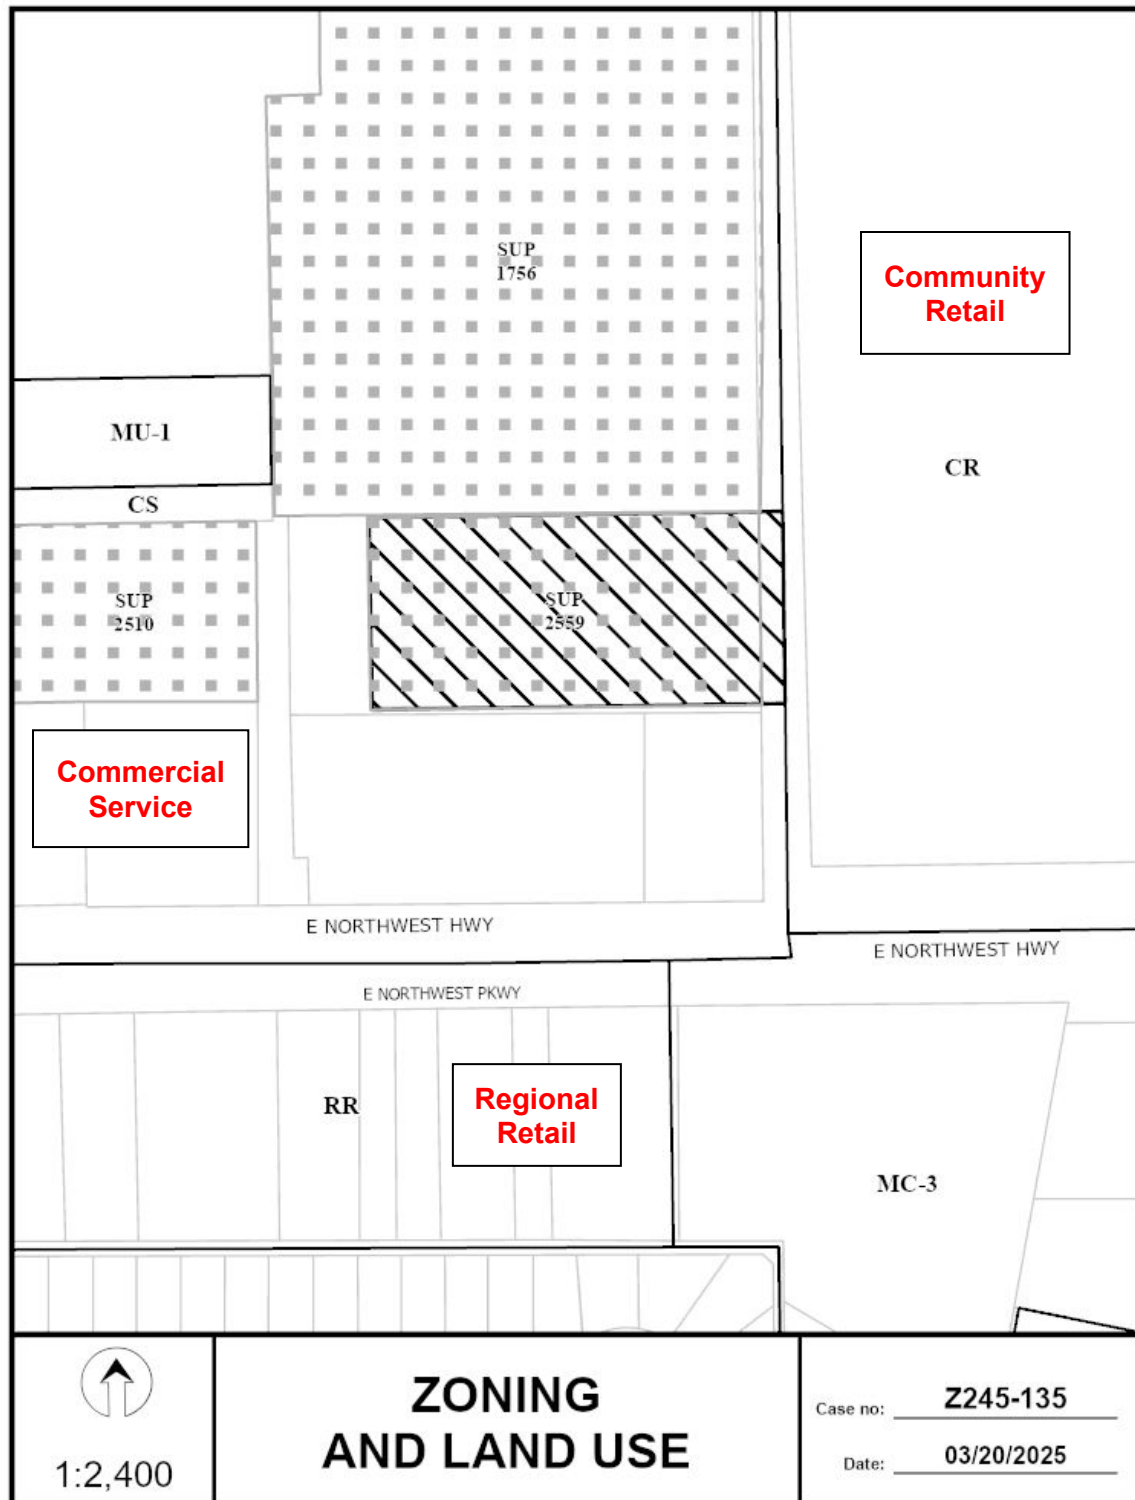 SUP
1756
Community
Retail
MU-1
CR
CS
SUP
2510
SUP
2559
Commercial
Service
E NORTHWEST HWY
E NORTHWEST HWY
E NORTHWEST PKWY
RR
Regional
Retail
MC-3
1:2,400
ZONING
AND LAND USE
Case no: Z245-135
Date: 03/20/2025